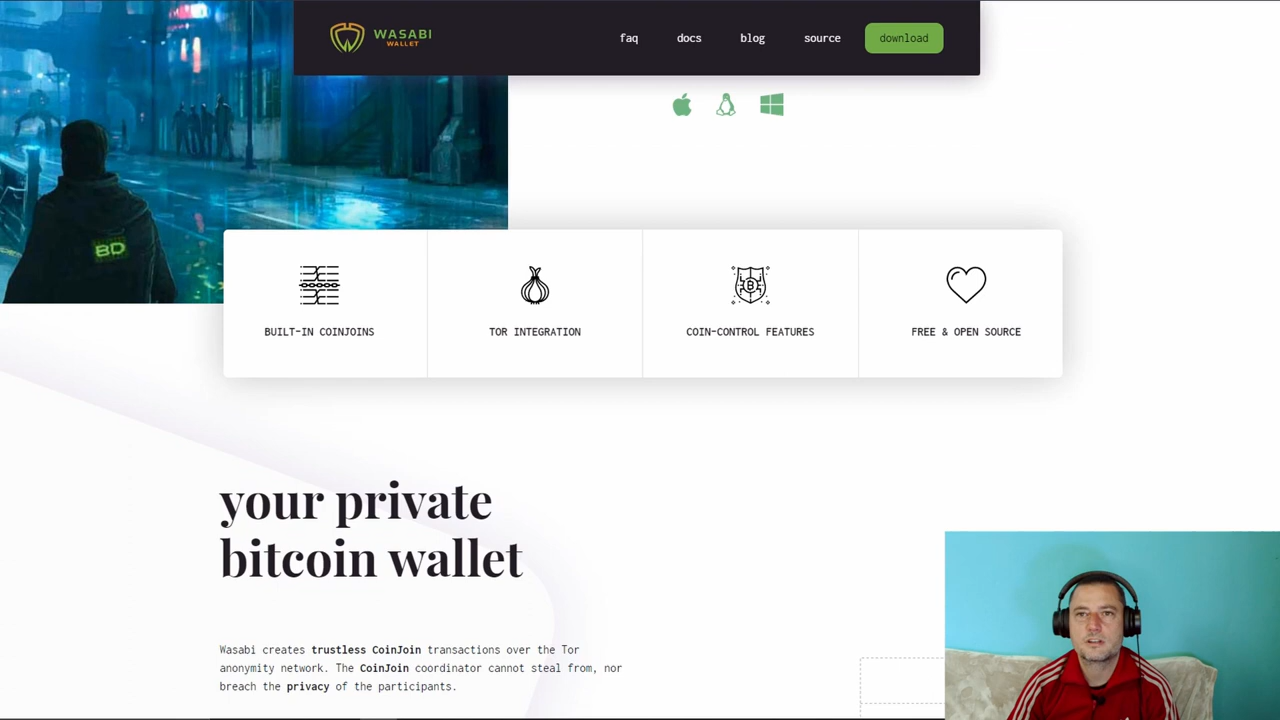 WASABI
WALLET
faq
docs
blog
source
download
BD
BUILT-IN COINJOINS
TOR INTEGRATION
COIN-CONTROL FEATURES
FREE & OPEN SOURCE
your private
bitcoin wallet
Wasabi creates trustless CoinJoin transactions over the Tor
anonymity network. The CoinJoin coordinator cannot steal from, nor
breach the privacy of the participants.